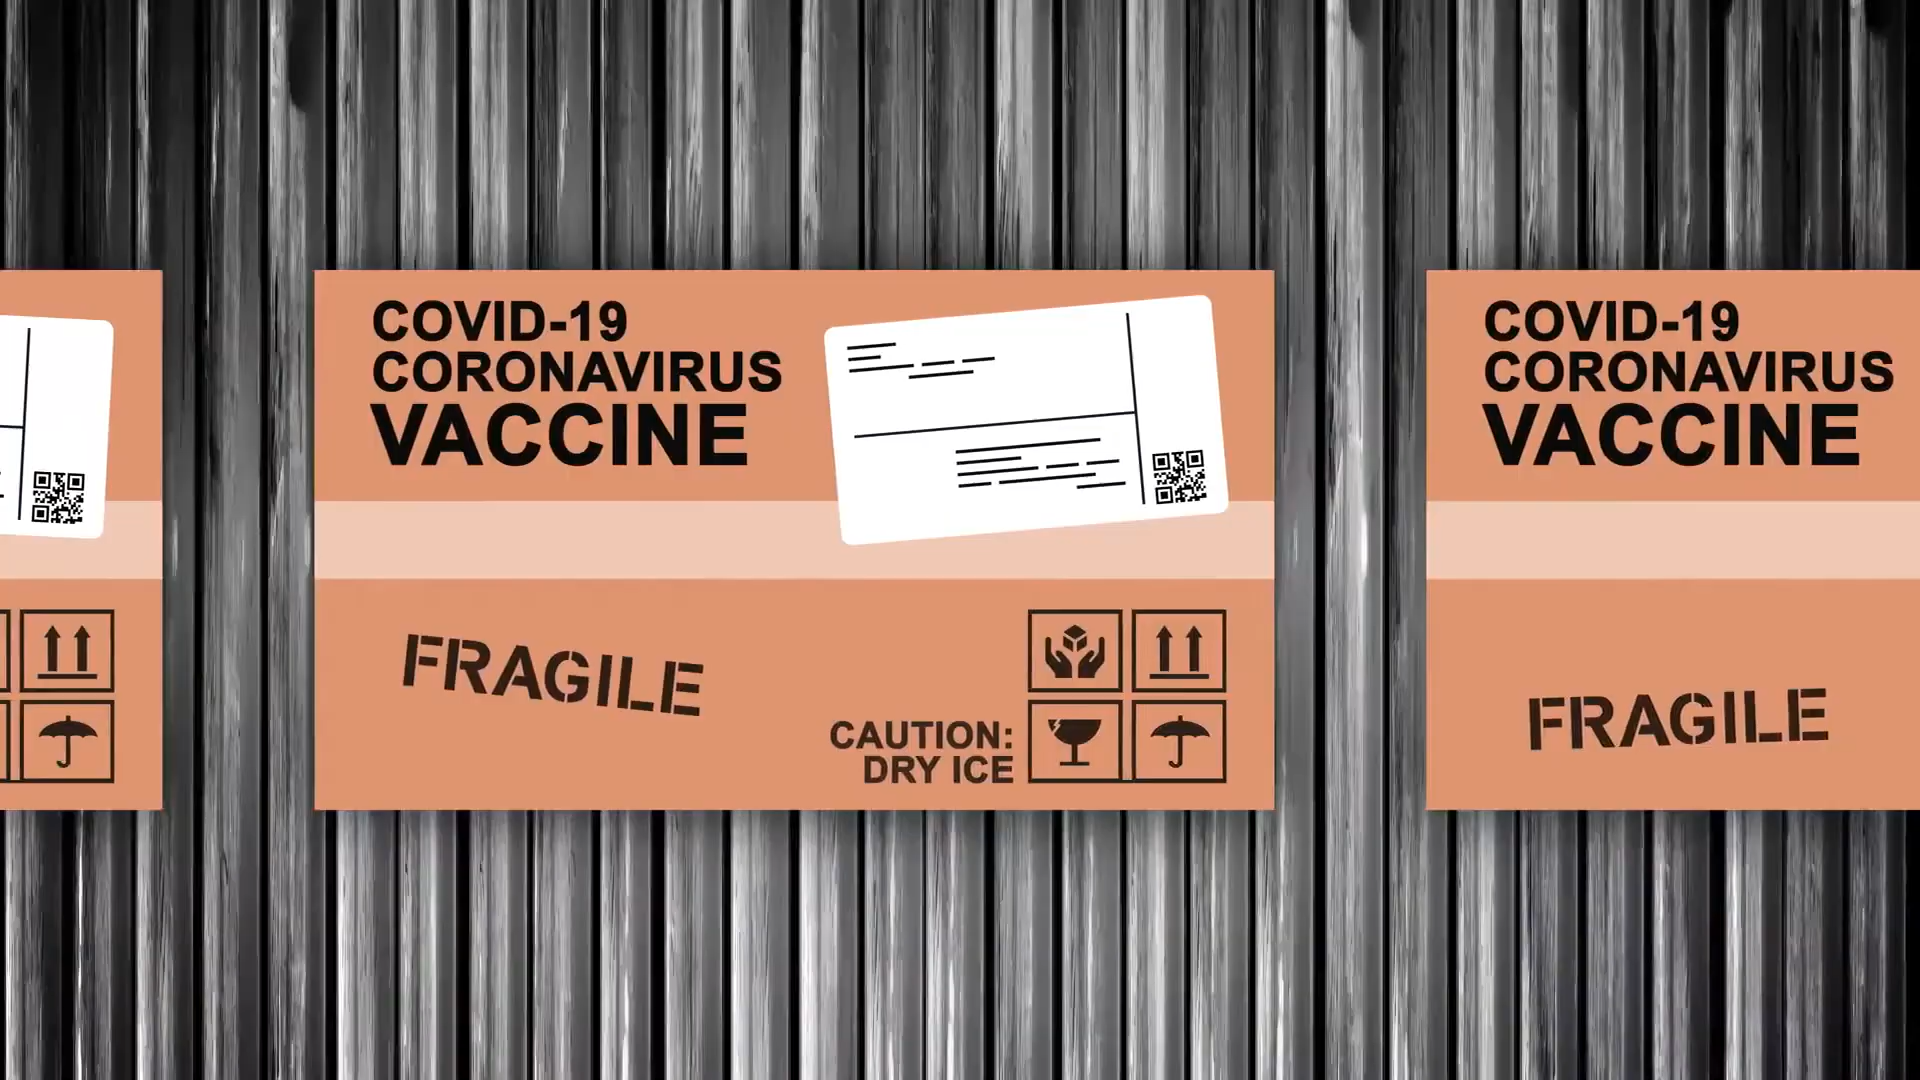 COVID-19
CORONAVIRUS
VACCINE
FRAGILE
CAUTION:
DRY ICE
COVID-19
CORONAVIRUS
VACCINE
FRAGILE